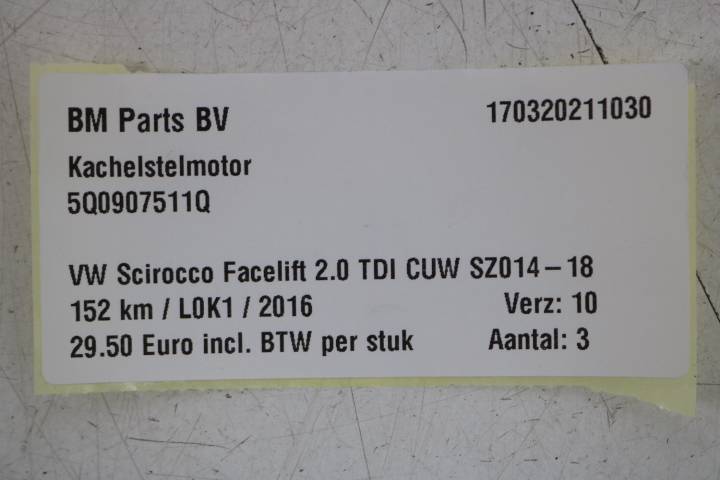 BM Parts BV 170320211030
Kachelstelmotor
5Q0907511Q
VW Scirocco Facelift 2.0 TDI CUW SZ014 – 18
152 km / L0K1 / 2016 Verz: 10
29.50 Euro incl. BTW per stuk Aantal: 3